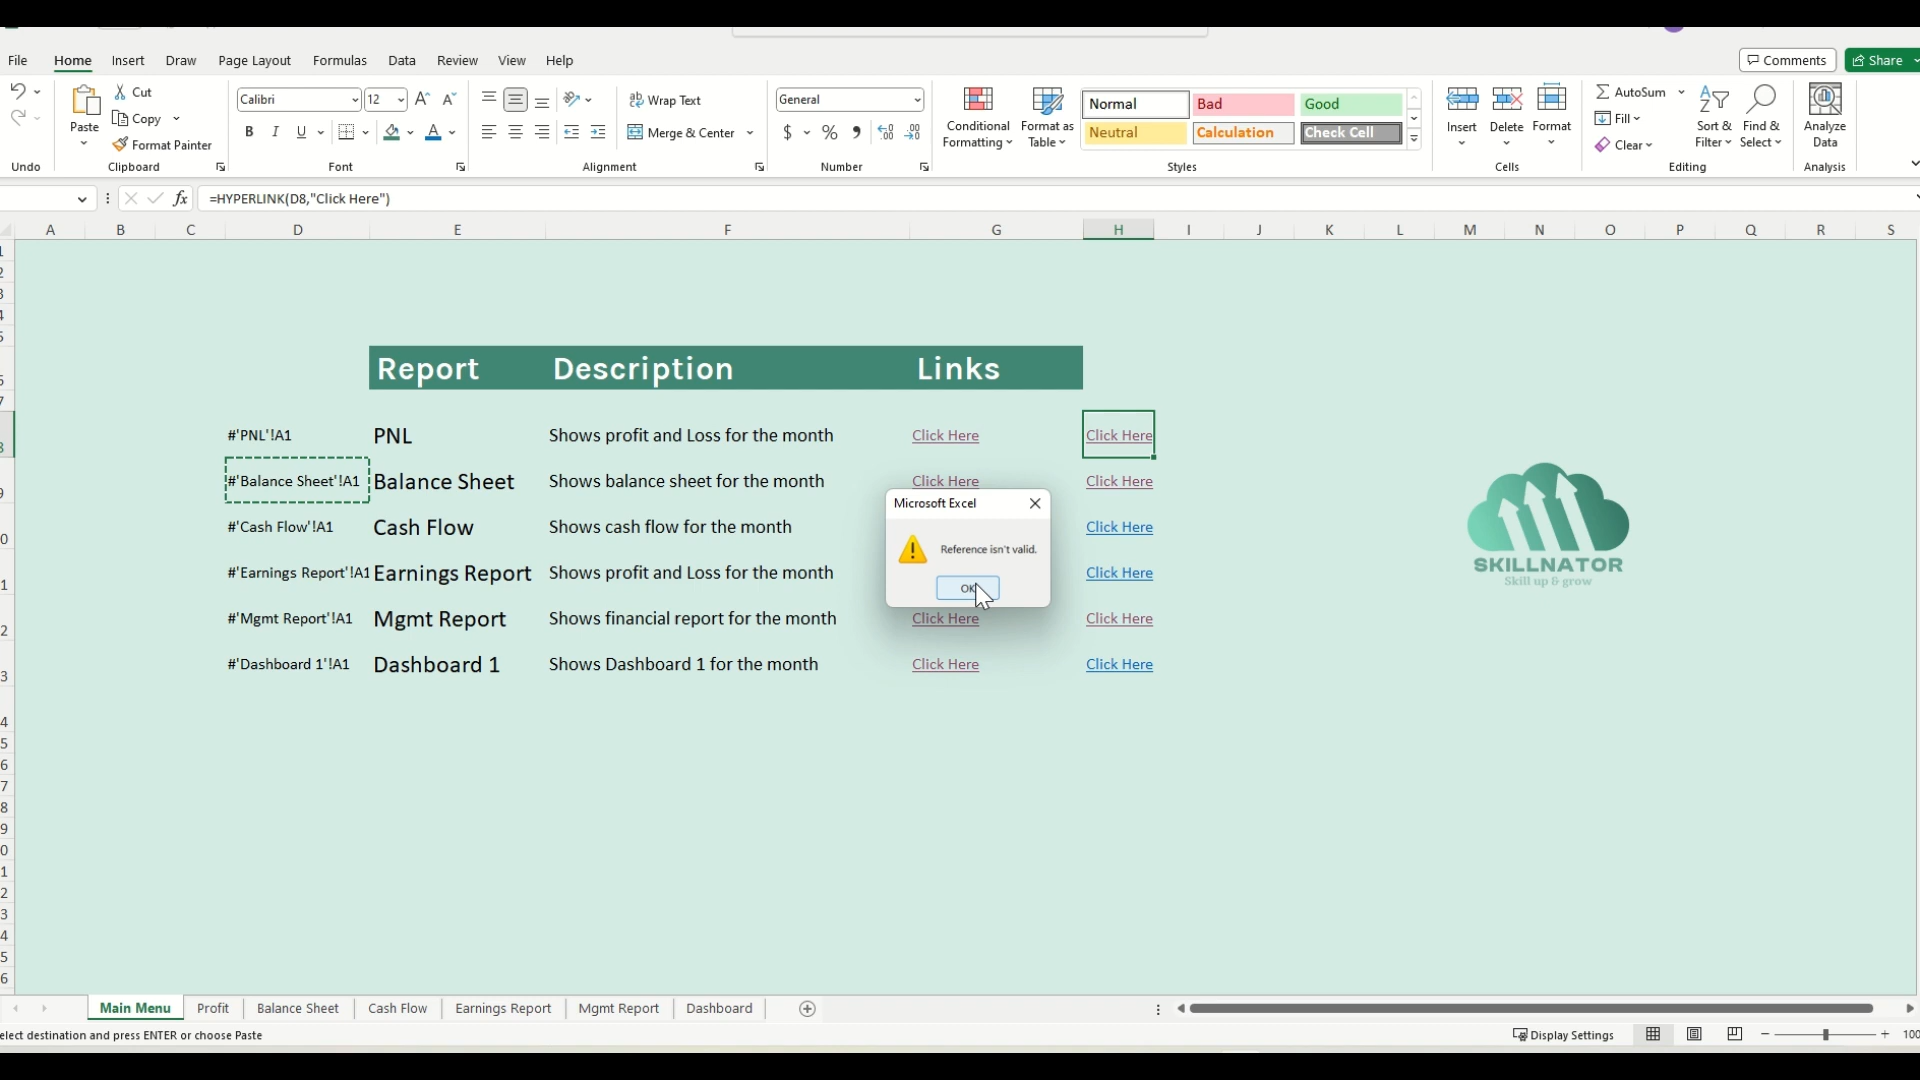 File Home Insert Draw Page Layout Formulas Data Review View Help Comments Share
Cut
Copy
Format Painter
Paste
Calibri 12
B I U A
Wrap Text
Merge & Center
General
$ % ,
Conditional Formatting
Format as Table
Normal Bad Good
Neutral Calculation Check Cell
Insert Delete Format
AutoSum
Fill
Clear
Sort & Filter
Find & Select
Analyze Data
Undo Clipboard Font Alignment Number Styles Cells Editing Analysis
fx =HYPERLINK(D8,"Click Here")
A B C D E F G H I J K L M N O P Q R S
Report Description Links
#'PNL'!A1 PNL Shows profit and Loss for the month Click Here Click Here
#'Balance Sheet'!A1 Balance Sheet Shows balance sheet for the month Click Here Click Here
#'Cash Flow'!A1 Cash Flow Shows cash flow for the month Click Here
#'Earnings Report'!A1 Earnings Report Shows profit and Loss for the month Click Here
#'Mgmt Report'!A1 Mgmt Report Shows financial report for the month Click Here Click Here
#'Dashboard 1'!A1 Dashboard 1 Shows Dashboard 1 for the month Click Here Click Here
Microsoft Excel
Reference isn't valid.
OK
SKILLNATOR
Skill up & grow
Main Menu Profit Balance Sheet Cash Flow Earnings Report Mgmt Report Dashboard
elect destination and press ENTER or choose Paste Display Settings 100